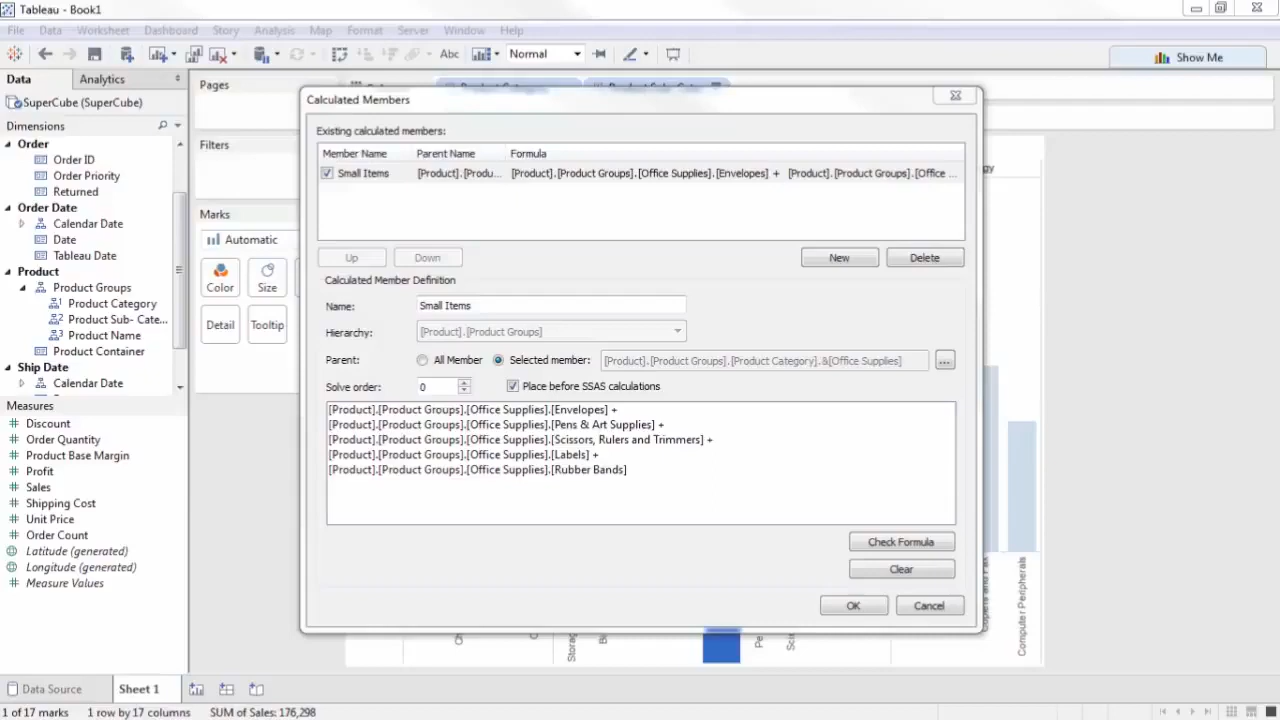 Tableau - Book1
File Data Worksheet Dashboard Story Analysis Map Format Server Window Help
Abc Normal Show Me
Data Analytics
SuperCube (SuperCube)
Dimensions
Order
Order ID
Order Priority
Returned
Order Date
Calendar Date
Date
Tableau Date
Product
Product Groups
Product Category
Product Sub- Cate...
Product Name
Product Container
Ship Date
Calendar Date
Measures
Discount
Order Quantity
Product Base Margin
Profit
Sales
Shipping Cost
Unit Price
Order Count
Latitude (generated)
Longitude (generated)
Measure Values
Pages
Filters
Marks
Automatic
Color Size
Detail Tooltip
Calculated Members
Existing calculated members:
Member Name Parent Name Formula
Small Items [Product].[Produ... [Product].[Product Groups].[Office Supplies].[Envelopes] + [Product].[Product Groups].[Office ...
Up Down New Delete
Calculated Member Definition
Name: Small Items
Hierarchy: [Product].[Product Groups]
Parent: All Member Selected member: [Product].[Product Groups].[Product Category].&[Office Supplies] ...
Solve order: 0 Place before SSAS calculations
[Product].[Product Groups].[Office Supplies].[Envelopes] +
[Product].[Product Groups].[Office Supplies].[Pens & Art Supplies] +
[Product].[Product Groups].[Office Supplies].[Scissors, Rulers and Trimmers] +
[Product].[Product Groups].[Office Supplies].[Labels] +
[Product].[Product Groups].[Office Supplies].[Rubber Bands]
Check Formula
Clear
OK Cancel
Computer Peripherals
Data Source Sheet 1
1 of 17 marks 1 row by 17 columns SUM of Sales: 176,298